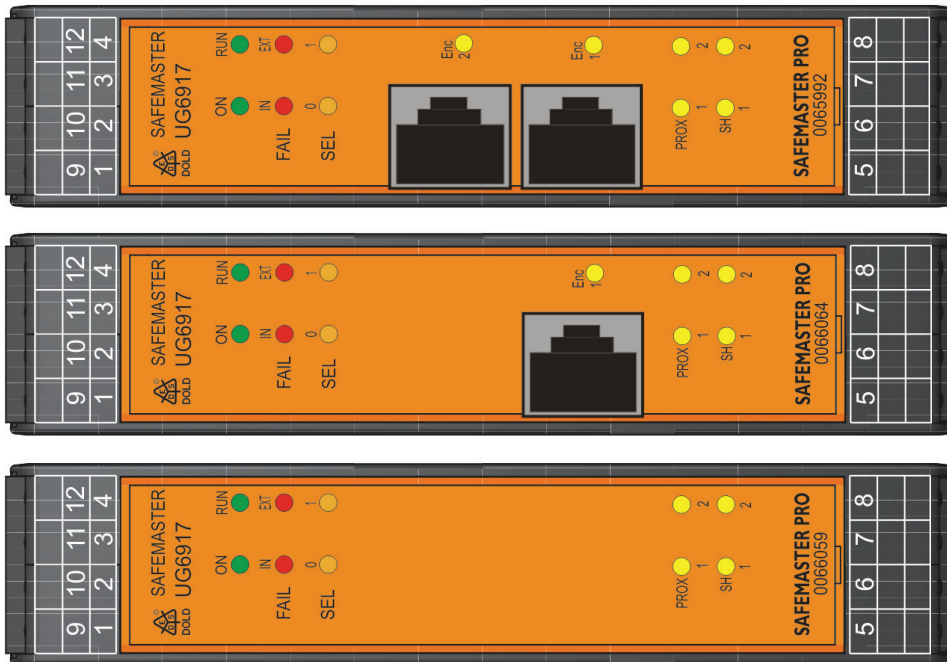 9 10 11 12
1 2 3 4
DOLD SAFEMASTER
UG6917
ON RUN
IN EXT
FAIL
0 1
SEL
PROX 1 2
SH 1 2
SAFEMASTER PRO
0066059
5 6 7 8
9 10 11 12
1 2 3 4
DOLD SAFEMASTER
UG6917
ON RUN
IN EXT
FAIL
0 1
SEL
Enc
1
PROX 1 2
SH 1 2
SAFEMASTER PRO
0066064
5 6 7 8
9 10 11 12
1 2 3 4
DOLD SAFEMASTER
UG6917
ON RUN
IN EXT
FAIL
0 1
SEL
Enc
2
Enc
1
PROX 1 2
SH 1 2
SAFEMASTER PRO
0065992
5 6 7 8